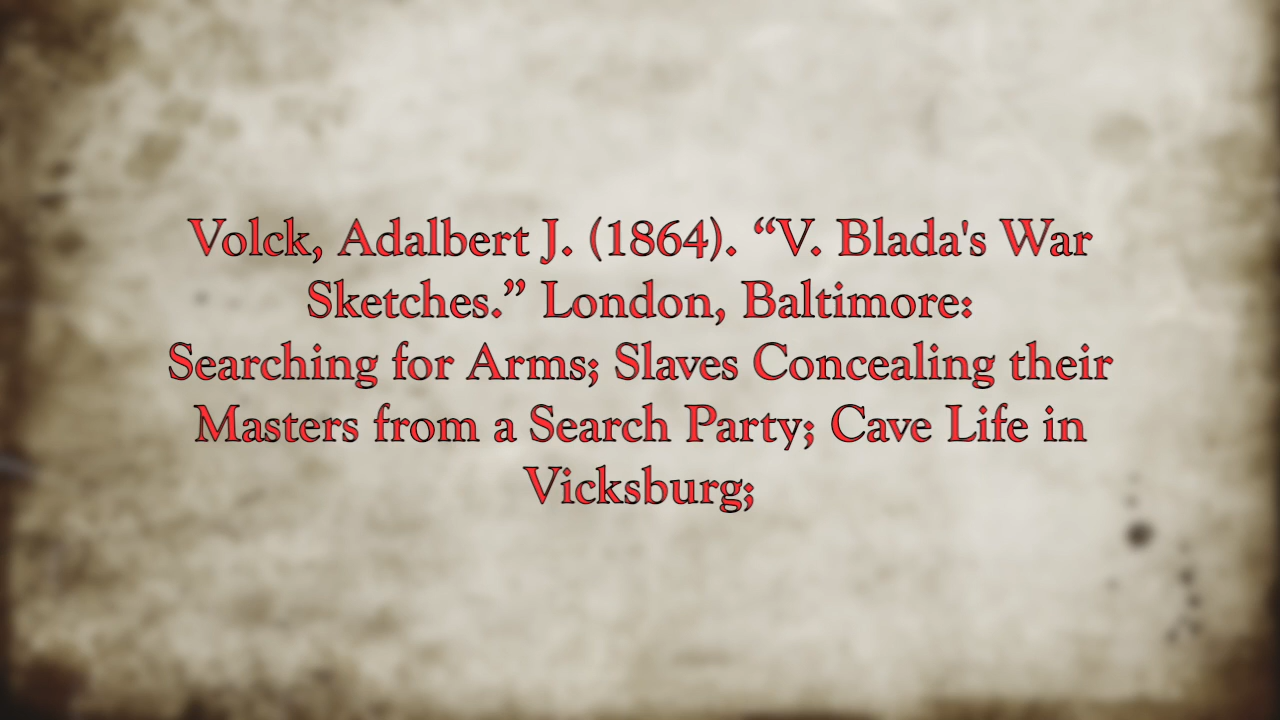 Volck, Adalbert J. (1864). “V. Blada's War
Sketches.” London, Baltimore:
Searching for Arms; Slaves Concealing their
Masters from a Search Party; Cave Life in
Vicksburg;